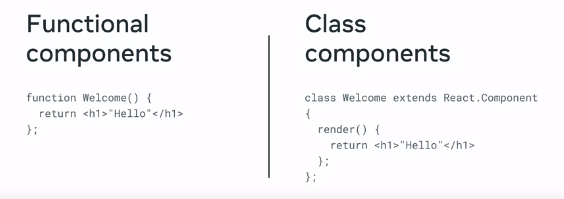 Functional
components
function Welcome() {
  return <h1>"Hello"</h1>
};
Class
components
class Welcome extends React.Component
{
  render() {
    return <h1>"Hello"</h1>
  };
};